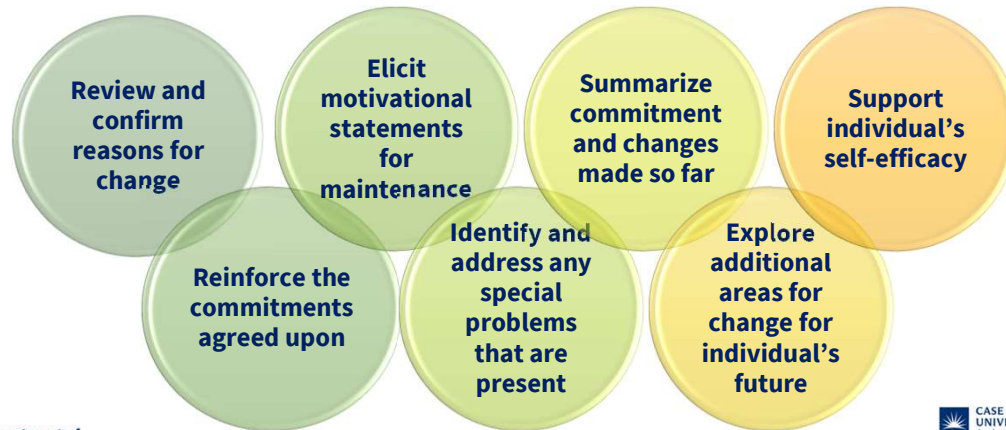 Review and
confirm
reasons for
change
Reinforce the
commitments
agreed upon
Elicit
motivational
statements
for
maintenance
Identify and
address any
special
problems
that are
present
Summarize
commitment
and changes
made so far
Explore
additional
areas for
change for
individual's
future
Support
individual's
self-efficacy
CASE
UNIV